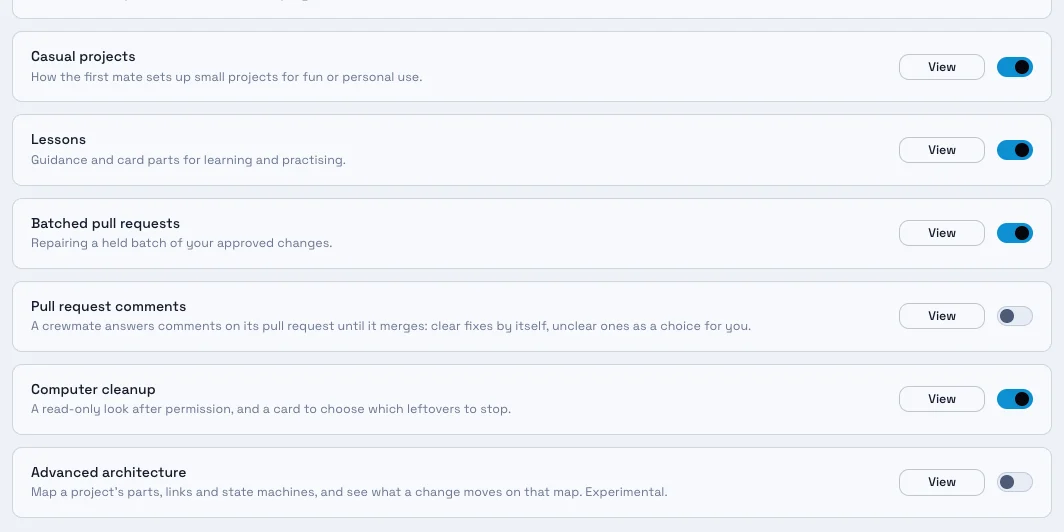 Casual projects
How the first mate sets up small projects for fun or personal use.
View
Lessons
Guidance and card parts for learning and practising.
View
Batched pull requests
Repairing a held batch of your approved changes.
View
Pull request comments
A crewmate answers comments on its pull request until it merges: clear fixes by itself, unclear ones as a choice for you.
View
Computer cleanup
A read-only look after permission, and a card to choose which leftovers to stop.
View
Advanced architecture
Map a project's parts, links and state machines, and see what a change moves on that map. Experimental.
View